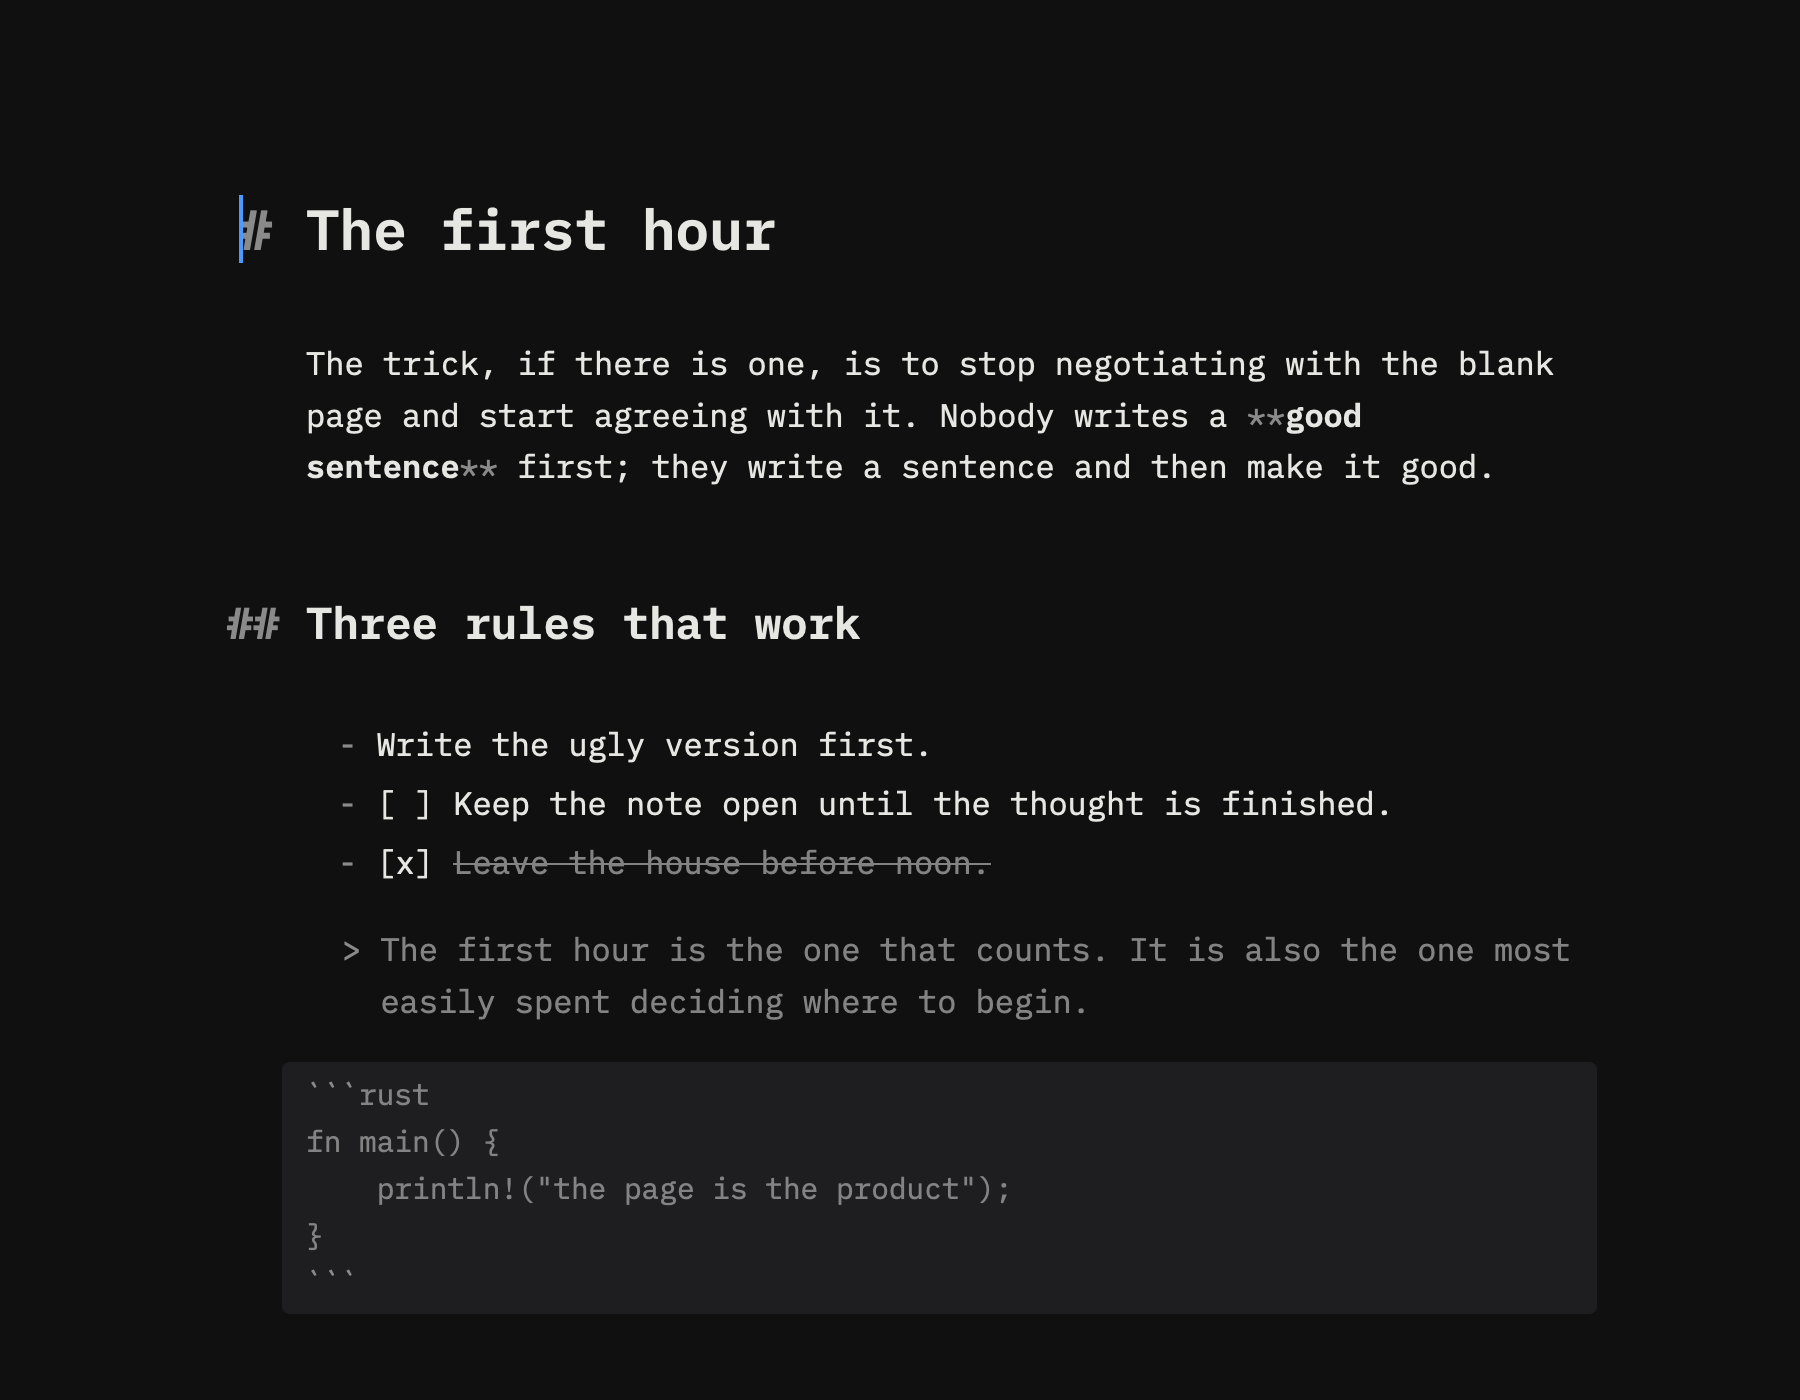 # The first hour
The trick, if there is one, is to stop negotiating with the blank
page and start agreeing with it. Nobody writes a **good
sentence** first; they write a sentence and then make it good.
## Three rules that work
- Write the ugly version first.
- [ ] Keep the note open until the thought is finished.
- [x] Leave the house before noon.
> The first hour is the one that counts. It is also the one most
easily spent deciding where to begin.
```rust
fn main() {
    println!("the page is the product");
}
```